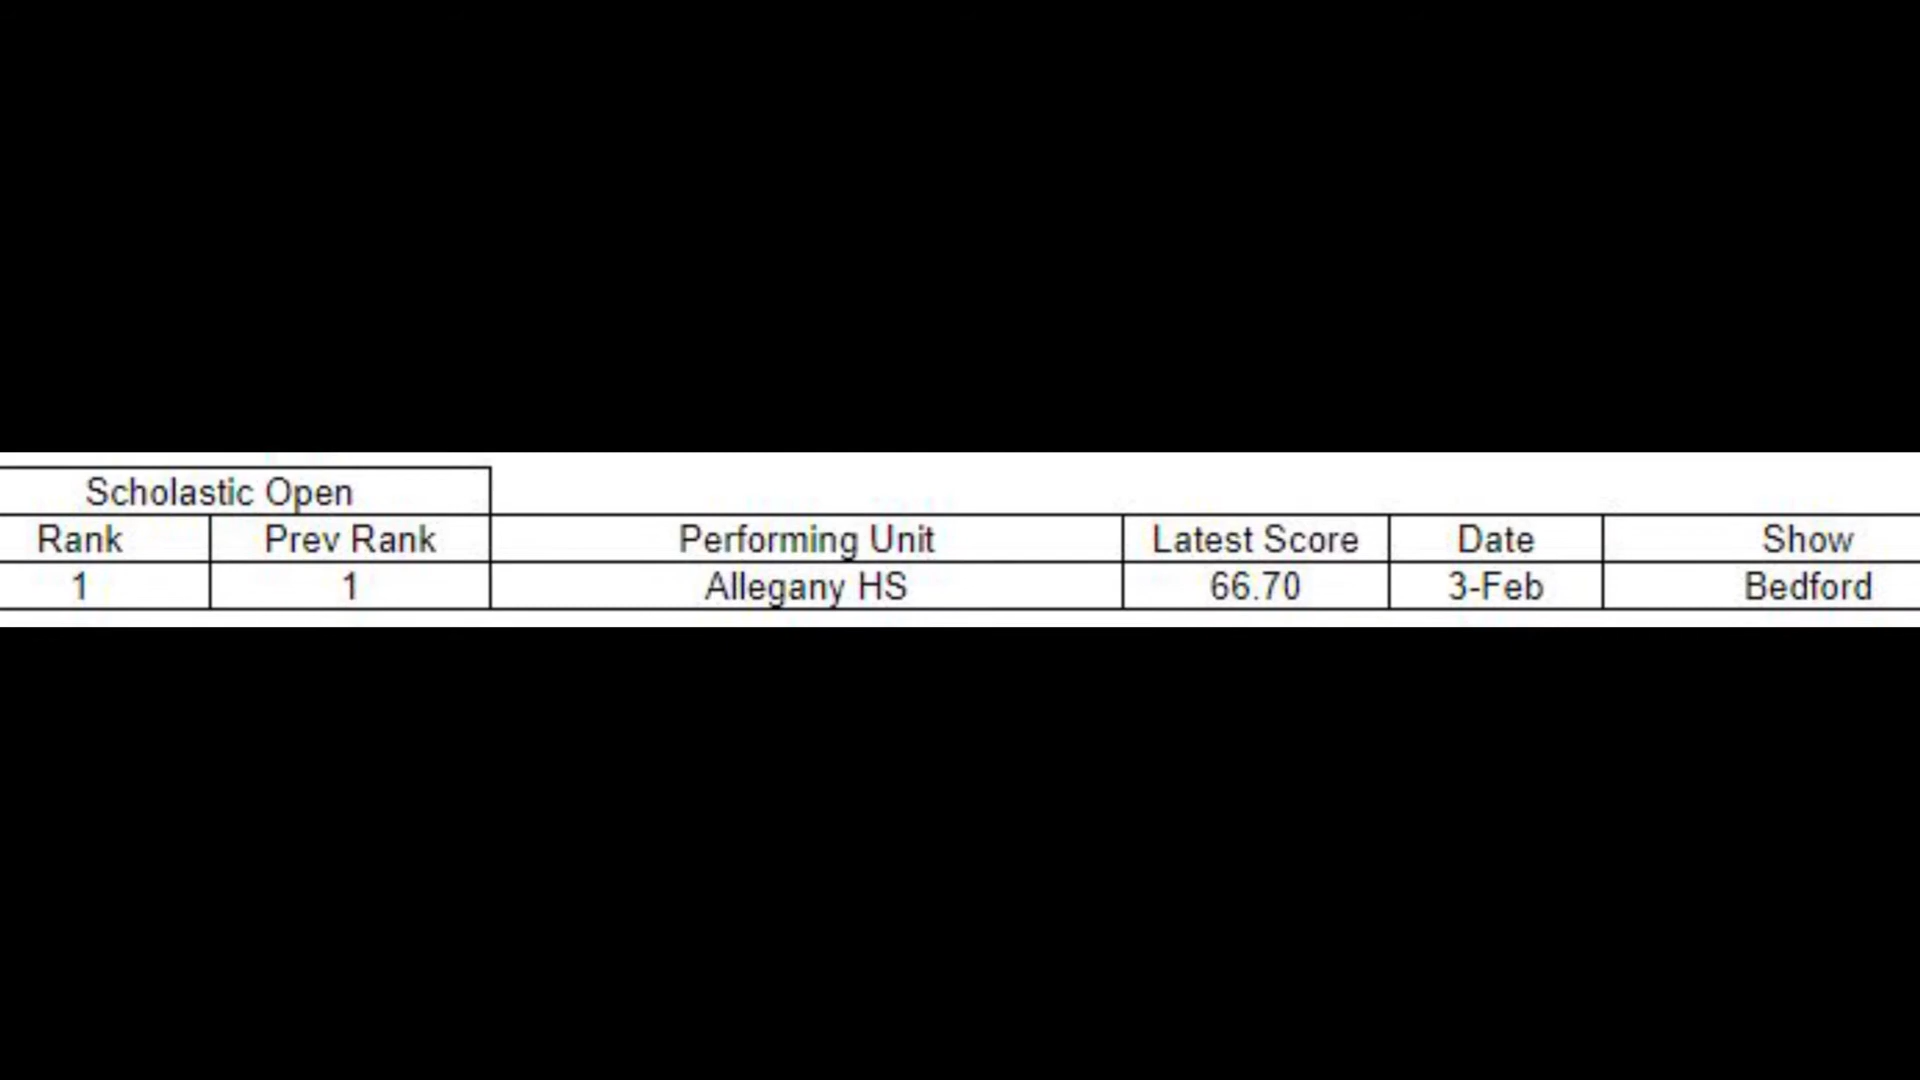 Scholastic Open
Rank Prev Rank Performing Unit Latest Score Date Show
1 1 Allegany HS 66.70 3-Feb Bedford